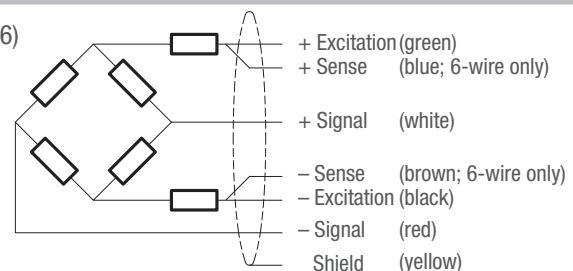 6)
+ Excitation (green)
+ Sense (blue; 6-wire only)
+ Signal (white)
– Sense (brown; 6-wire only)
– Excitation (black)
– Signal (red)
Shield (yellow)